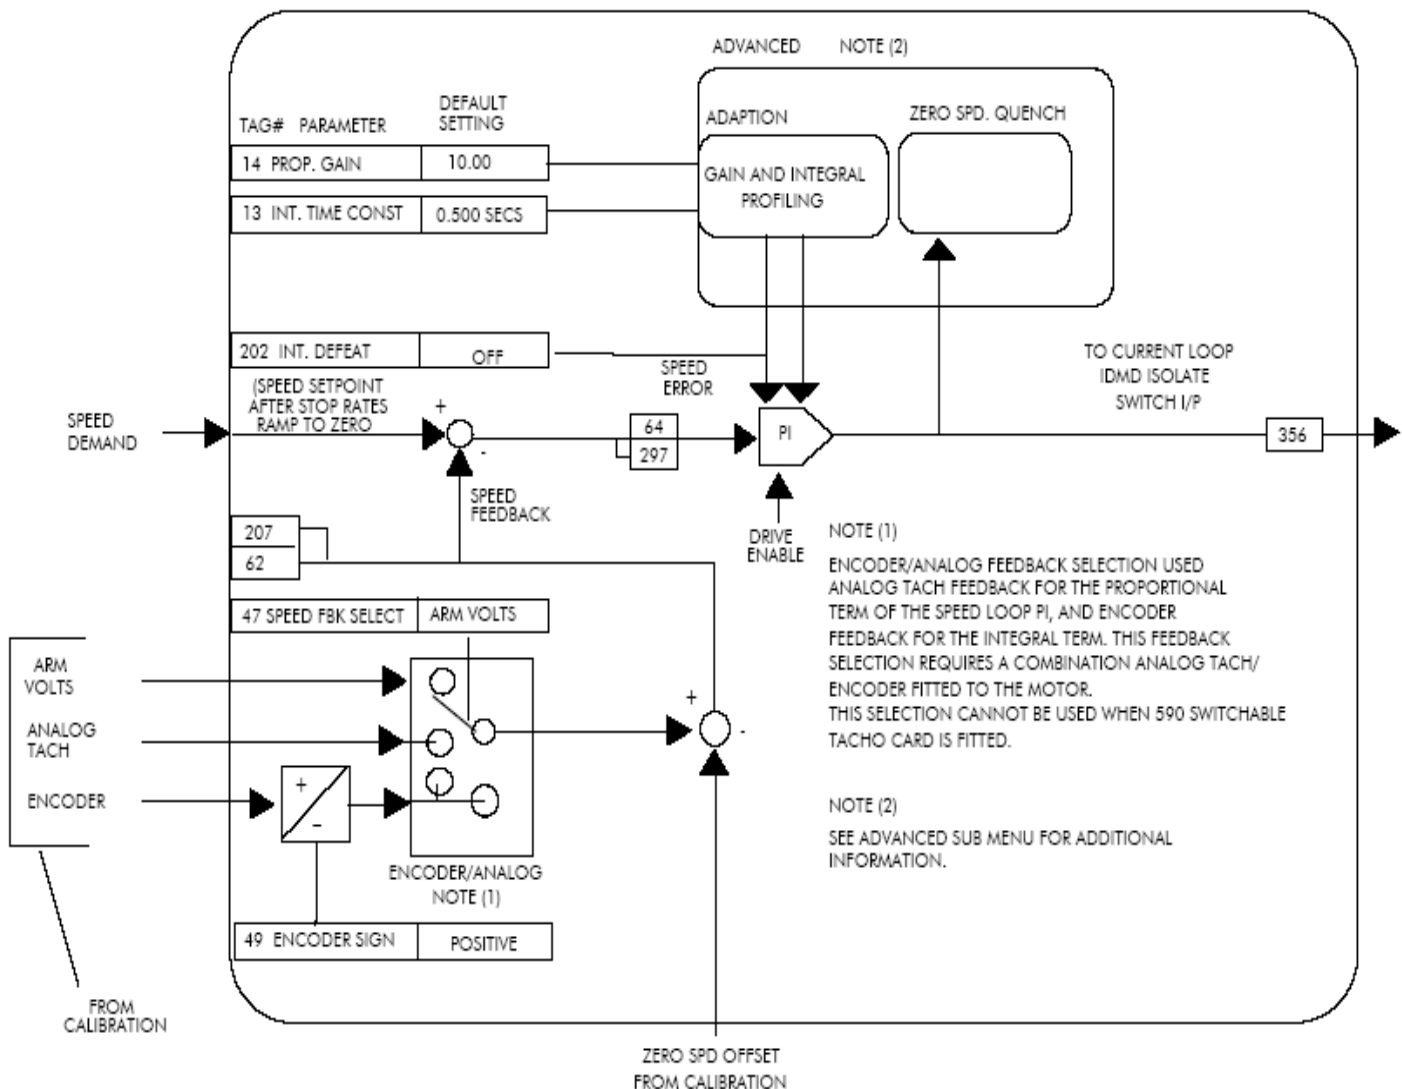 ADVANCED NOTE (2)
TAG# PARAMETER DEFAULT SETTING
ADAPTION
ZERO SPD. QUENCH
14 PROP. GAIN 10.00
GAIN AND INTEGRAL
PROFILING
13 INT. TIME CONST 0.500 SECS
202 INT. DEFEAT OFF
SPEED
ERROR
TO CURRENT LOOP
IDMD ISOLATE
SWITCH I/P
(SPEED SETPOINT
AFTER STOP RATES
RAMP TO ZERO
SPEED
DEMAND
+
-
64
297
PI
356
SPEED
FEEDBACK
DRIVE
ENABLE
207
62
47 SPEED FBK SELECT ARM VOLTS
NOTE (1)
ENCODER/ANALOG FEEDBACK SELECTION USED
ANALOG TACH FEEDBACK FOR THE PROPORTIONAL
TERM OF THE SPEED LOOP PI, AND ENCODER
FEEDBACK FOR THE INTEGRAL TERM. THIS FEEDBACK
SELECTION REQUIRES A COMBINATION ANALOG TACH/
ENCODER FITTED TO THE MOTOR.
THIS SELECTION CANNOT BE USED WHEN 590 SWITCHABLE
TACHO CARD IS FITTED.
NOTE (2)
SEE ADVANCED SUB MENU FOR ADDITIONAL
INFORMATION.
ARM
VOLTS
ANALOG
TACH
ENCODER
+
-
+
-
ENCODER/ANALOG
NOTE (1)
49 ENCODER SIGN POSITIVE
FROM
CALIBRATION
ZERO SPD OFFSET
FROM CALIBRATION